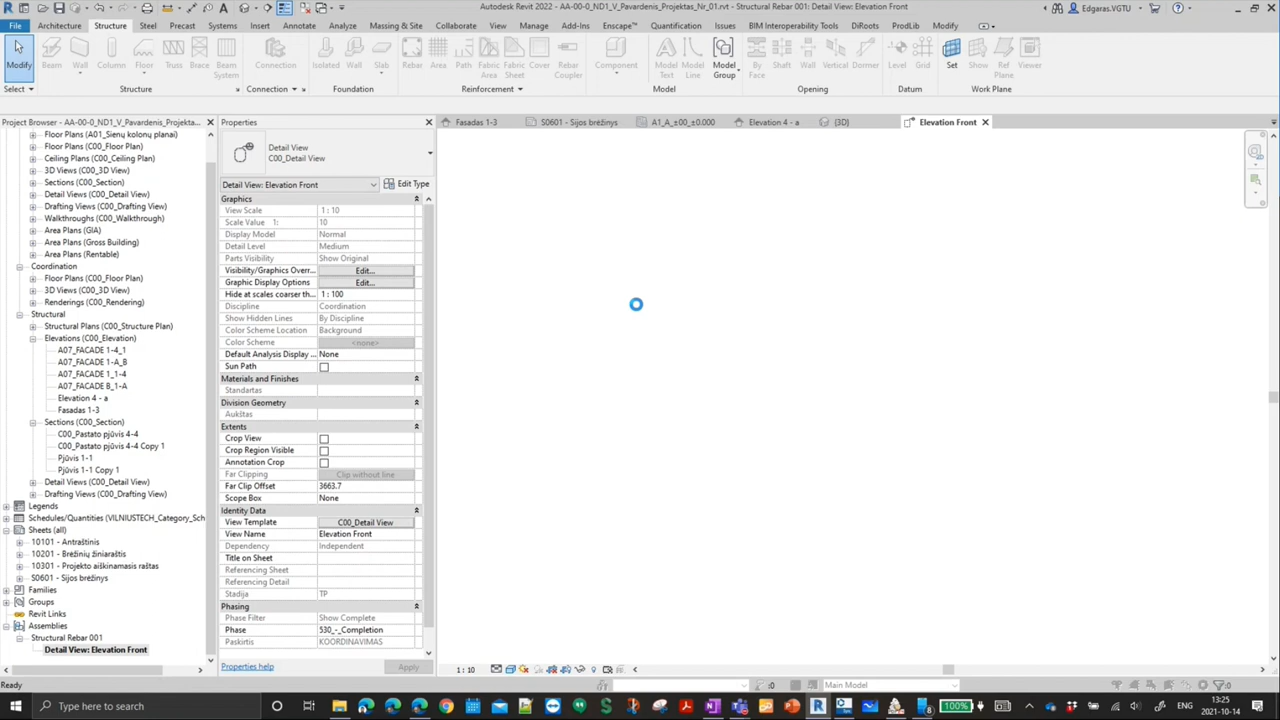 Autodesk Revit 2022 - AA-00-0_ND1_V_Pavardenis_Projektas_Nr_01.rvt - Structural Rebar 001: Detail View: Elevation Front
Edgaras.VGTU
File Architecture Structure Steel Precast Systems Insert Annotate Analyze Massing & Site Collaborate View Manage Add-Ins Enscape™ Quantification Issues BIM Interoperability Tools DiRoots ProdLib Modify
Modify Beam Wall Column Floor Truss Brace Beam System Connection Isolated Wall Slab Rebar Area Path Fabric Area Fabric Sheet Cover Rebar Coupler Component Model Text Model Line Model Group By Face Shaft Wall Vertical Dormer Level Grid Set Show Ref Plane Viewer
Select Structure Connection Foundation Reinforcement Model Opening Datum Work Plane
Project Browser - AA-00-0_ND1_V_Pavardenis_Projekta...
Floor Plans (A01_Sienų kolonų planai)
Floor Plans (C00_Floor Plan)
Ceiling Plans (C00_Ceiling Plan)
3D Views (C00_3D View)
Sections (C00_Section)
Detail Views (C00_Detail View)
Drafting Views (C00_Drafting View)
Walkthroughs (C00_Walkthrough)
Area Plans (GIA)
Area Plans (Gross Building)
Area Plans (Rentable)
Coordination
Floor Plans (C00_Floor Plan)
3D Views (C00_3D View)
Renderings (C00_Rendering)
Structural
Structural Plans (C00_Structure Plan)
Elevations (C00_Elevation)
A07_FACADE 1-4_1
A07_FACADE 1-A_B
A07_FACADE 1_1-4
A07_FACADE B_1-A
Elevation 4 - a
Fasadas 1-3
Sections (C00_Section)
C00_Pastato pjūvis 4-4
C00_Pastato pjūvis 4-4 Copy 1
Pjūvis 1-1
Pjūvis 1-1 Copy 1
Detail Views (C00_Detail View)
Drafting Views (C00_Drafting View)
Legends
Schedules/Quantities (VILNIUSTECH_Category_Sch
Sheets (all)
10101 - Antraštinis
10201 - Brėžinių žiniaraštis
10301 - Projekto aiškinamasis raštas
S0601 - Sijos brėžinys
Families
Groups
Revit Links
Assemblies
Structural Rebar 001
Detail View: Elevation Front
Properties
Detail View
C00_Detail View
Detail View: Elevation Front Edit Type
Graphics
View Scale 1 : 10
Scale Value 1: 10
Display Model Normal
Detail Level Medium
Parts Visibility Show Original
Visibility/Graphics Overr... Edit...
Graphic Display Options Edit...
Hide at scales coarser th... 1 : 100
Discipline Coordination
Show Hidden Lines By Discipline
Color Scheme Location Background
Color Scheme <none>
Default Analysis Display ... None
Sun Path
Materials and Finishes
Standartas
Division Geometry
Aukštas
Extents
Crop View
Crop Region Visible
Annotation Crop
Far Clipping Clip without line
Far Clip Offset 3663.7
Scope Box None
Identity Data
View Template C00_Detail View
View Name Elevation Front
Dependency Independent
Title on Sheet
Referencing Sheet
Referencing Detail
Stadija TP
Phasing
Phase Filter Show Complete
Phase 530_-_Completion
Paskirtis KOORDINAVIMAS
Properties help Apply
Fasadas 1-3 S0601 - Sijos brėžinys A1_A_±00_±0.000 Elevation 4 - a {3D} Elevation Front
1 : 10
Ready
:0 Main Model :0
Type here to search
100% ENG 13:25
2021-10-14